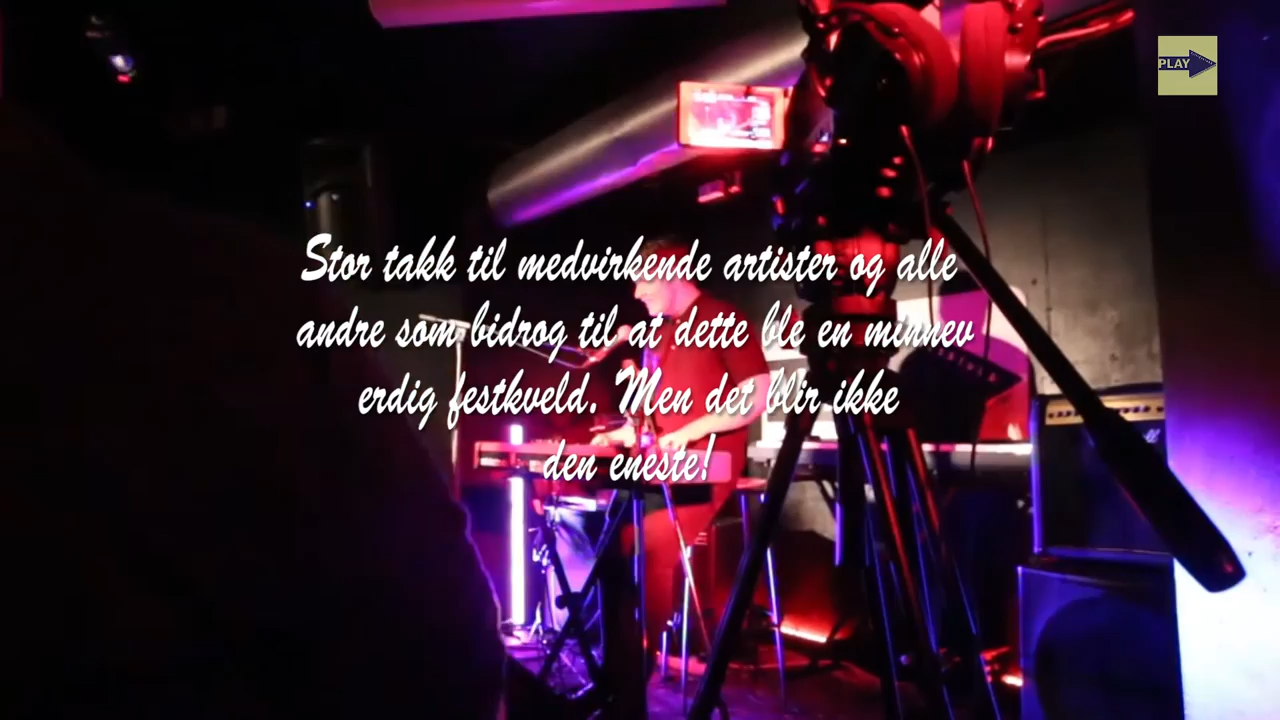 PLAY
Stor takk til medvirkende artister og alle
andre som bidrog til at dette ble en minnev
erdig festkveld. Men det blir ikke
den eneste!